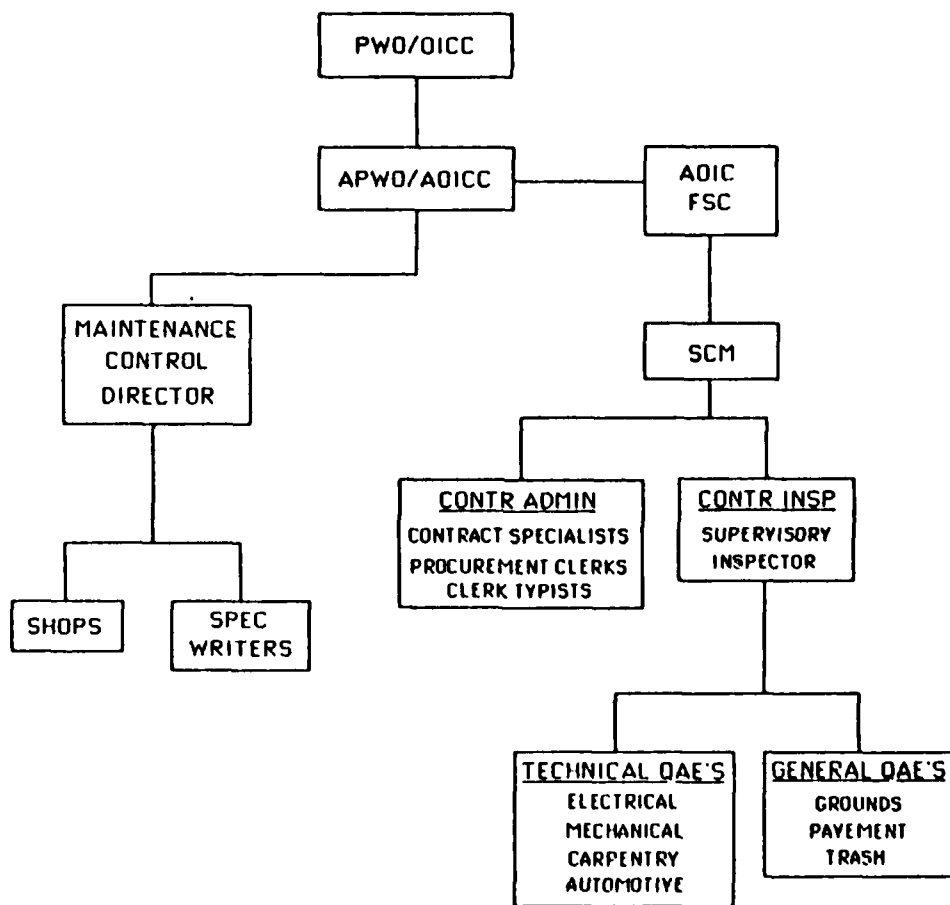 PWO/OICC
APWO/AOICC
AOIC
FSC
MAINTENANCE
CONTROL
DIRECTOR
SCM
CONTR ADMIN
CONTRACT SPECIALISTS
PROCUREMENT CLERKS
CLERK TYPISTS
CONTR INSP
SUPERVISORY
INSPECTOR
SHOPS
SPEC
WRITERS
TECHNICAL QAE'S
ELECTRICAL
MECHANICAL
CARPENTRY
AUTOMOTIVE
GENERAL QAE'S
GROUNDS
PAVEMENT
TRASH